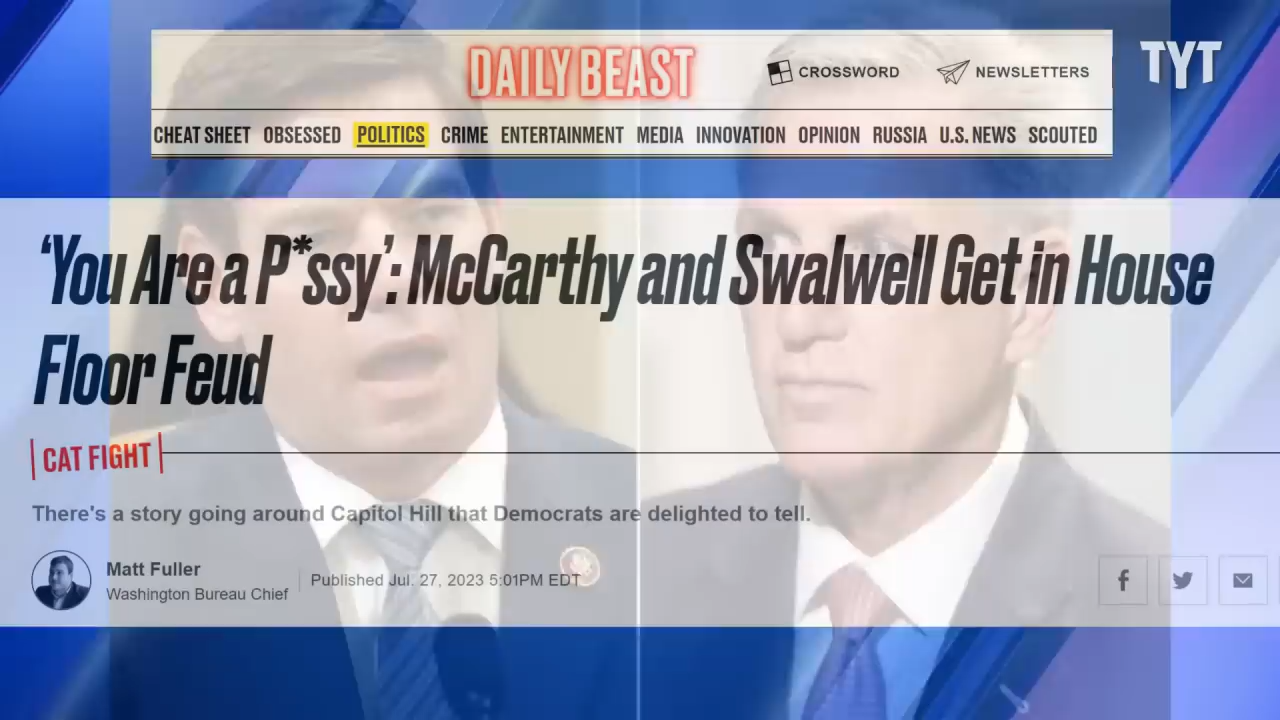 DAILY BEAST
CROSSWORD
NEWSLETTERS
TYT
CHEAT SHEET OBSESSED POLITICS CRIME ENTERTAINMENT MEDIA INNOVATION OPINION RUSSIA U.S. NEWS SCOUTED
‘You Are a P*ssy’: McCarthy and Swalwell Get in House
Floor Feud
CAT FIGHT
There's a story going around Capitol Hill that Democrats are delighted to tell.
Matt Fuller
Washington Bureau Chief
Published Jul. 27, 2023 5:01PM EDT